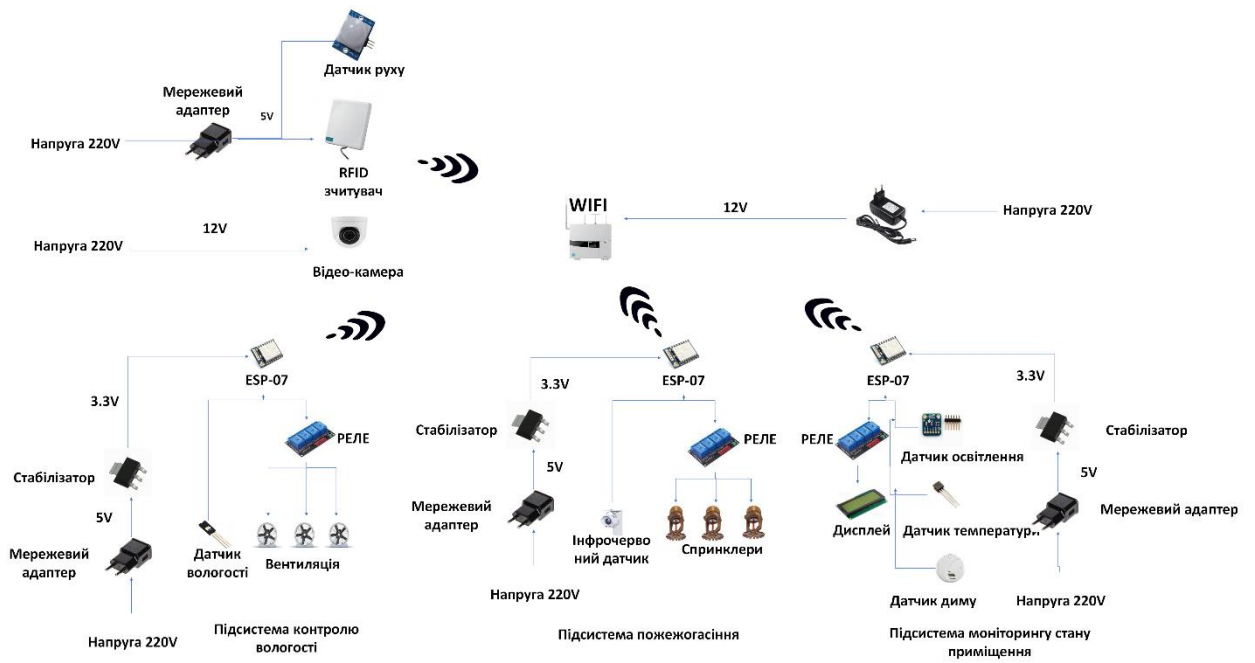 Датчик руху
Мережевий
адаптер
5V
Напруга 220V
RFID
зчитувач
WIFI
12V
Напруга 220V
12V
Напруга 220V
Відео-камера
ESP-07
3.3V
РЕЛЕ
Стабілізатор
5V
Мережевий
адаптер
Датчик
вологості
Вентиляція
Напруга 220V
Підсистема контролю
вологості
ESP-07
3.3V
Стабілізатор
РЕЛЕ
5V
Мережевий
адаптер
Інфрочерво
ний датчик
Спринклери
Напруга 220V
Підсистема пожежогасіння
ESP-07
3.3V
РЕЛЕ
Датчик освітлення
Стабілізатор
5V
Дисплей
Датчик температури
Мережевий адаптер
Датчик диму
Напруга 220V
Підсистема моніторингу стану
приміщення